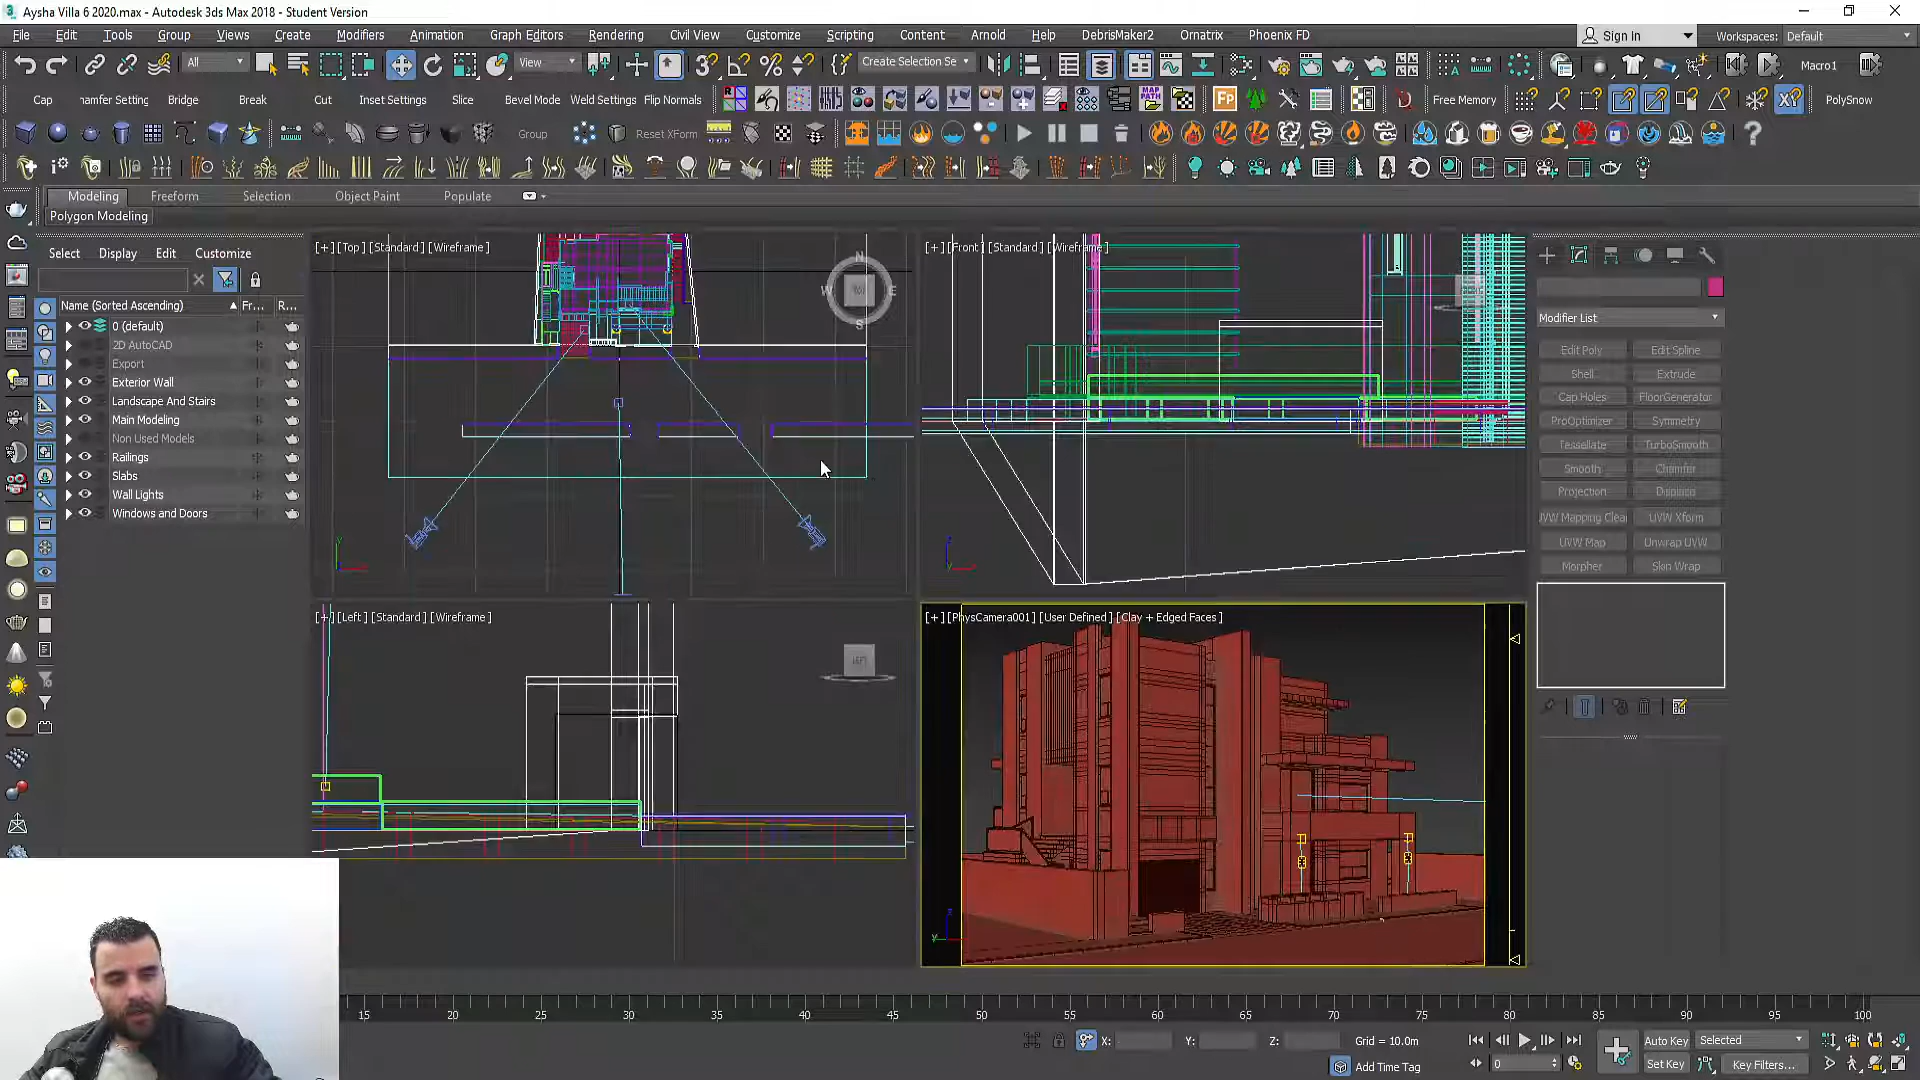 Aysha Villa 6 2020.max - Autodesk 3ds Max 2018 - Student Version
File Edit Tools Group Views Create Modifiers Animation Graph Editors Rendering Civil View Customize Scripting Content Arnold Help DebrisMaker2 Ornatrix Phoenix FD Sign In Workspaces: Default
All View Create Selection Se Macro1
Cap hamfer Setting Bridge Break Cut Inset Settings Slice Bevel Mode Weld Settings Flip Normals MAP PATH FP Free Memory XY PolySnow
Group Reset XForm
Modeling Freeform Selection Object Paint Populate
Polygon Modeling
Select Display Edit Customize
Name (Sorted Ascending) Fr... R...
0 (default)
2D AutoCAD
Export
Exterior Wall
Landscape And Stairs
Main Modeling
Non Used Models
Railings
Slabs
Wall Lights
Windows and Doors
[+] [Top] [Standard] [Wireframe]
N
W E
S
[+] [Front] [Standard] [Wireframe]
[+] [Left] [Standard] [Wireframe]
LEFT
[+] [PhysCamera001] [User Defined] [Clay + Edged Faces]
Modifier List
Edit Poly Edit Spline
Shell Extrude
Cap Holes FloorGenerator
ProOptimizer Symmetry
Tessellate TurboSmooth
Smooth Chamfer
Projection Displace
UVW Mapping Clea UVW Xform
UVW Map Unwrap UVW
Morpher Skin Wrap
15 20 25 30 35 40 45 50 55 60 65 70 75 80 85 90 95 100
X: Y: Z: Grid = 10.0m Auto Key Selected
Add Time Tag 0 Set Key Key Filters...